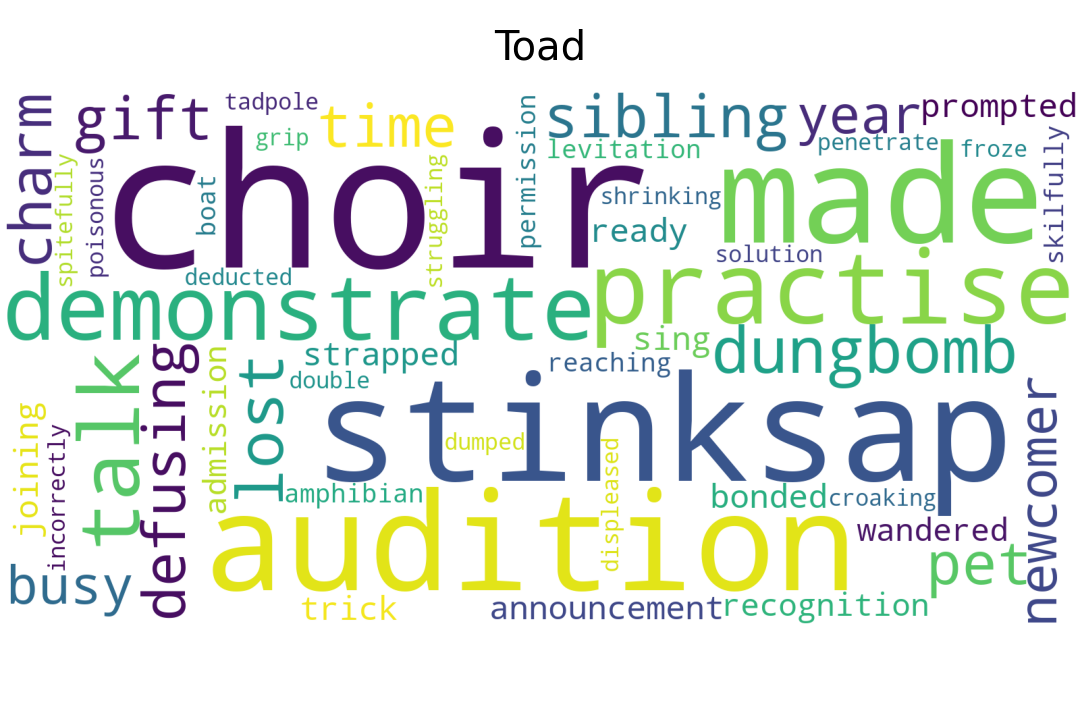 Toad
charm
gift
tadpole
time
permission
sibling
year
prompted
grip
levitation
penetrate
froze
skilfully
spitefully
poisonous
boat
choir
struggling
shrinking
made
ready
solution
deducted
demonstrate
practise
sing
dungbomb
strapped
reaching
double
talk
defusing
admission
lost
stinksap
dumped
displeased
newcomer
joining
incorrectly
amphibian
bonded
croaking
audition
wandered
pet
busy
trick
announcement
recognition